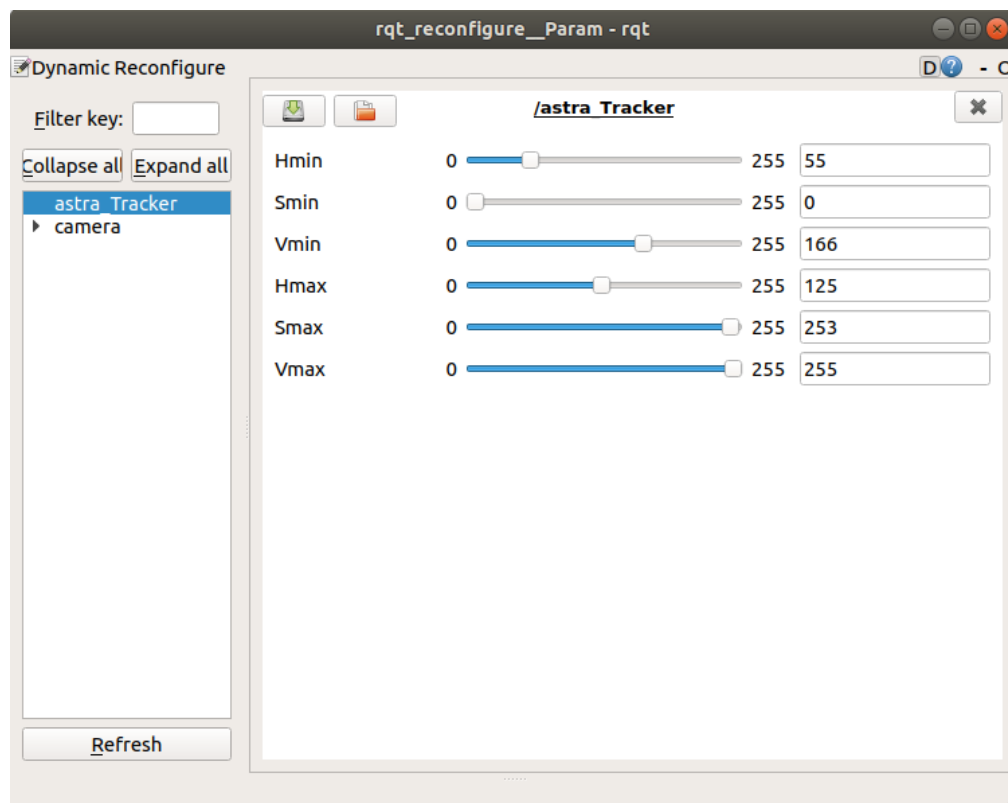 rqt_reconfigure__Param - rqt
Dynamic Reconfigure D ? - O
Filter key:
Collapse all Expand all
astra_Tracker
camera
Refresh
/astra_Tracker
Hmin 0 255 55
Smin 0 255 0
Vmin 0 255 166
Hmax 0 255 125
Smax 0 255 253
Vmax 0 255 255